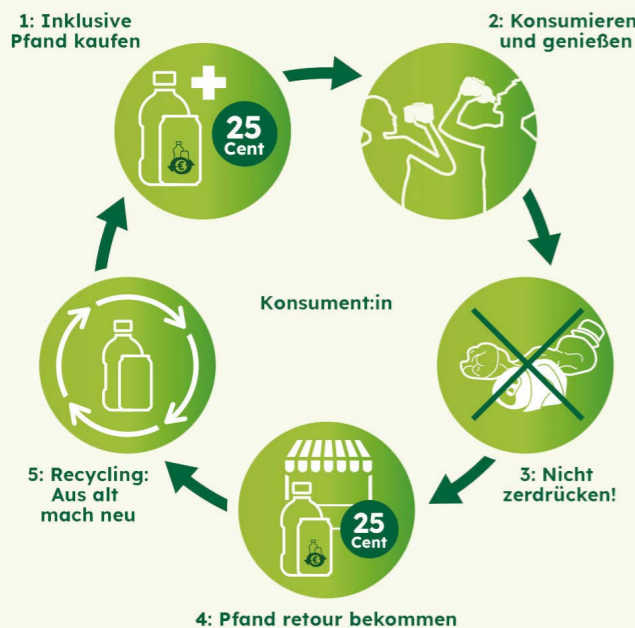 1: Inklusive
Pfand kaufen
25
Cent
€
2: Konsumieren
und genießen
Konsument:in
3: Nicht
zerdrücken!
25
Cent
€
4: Pfand retour bekommen
5: Recycling:
Aus alt
mach neu